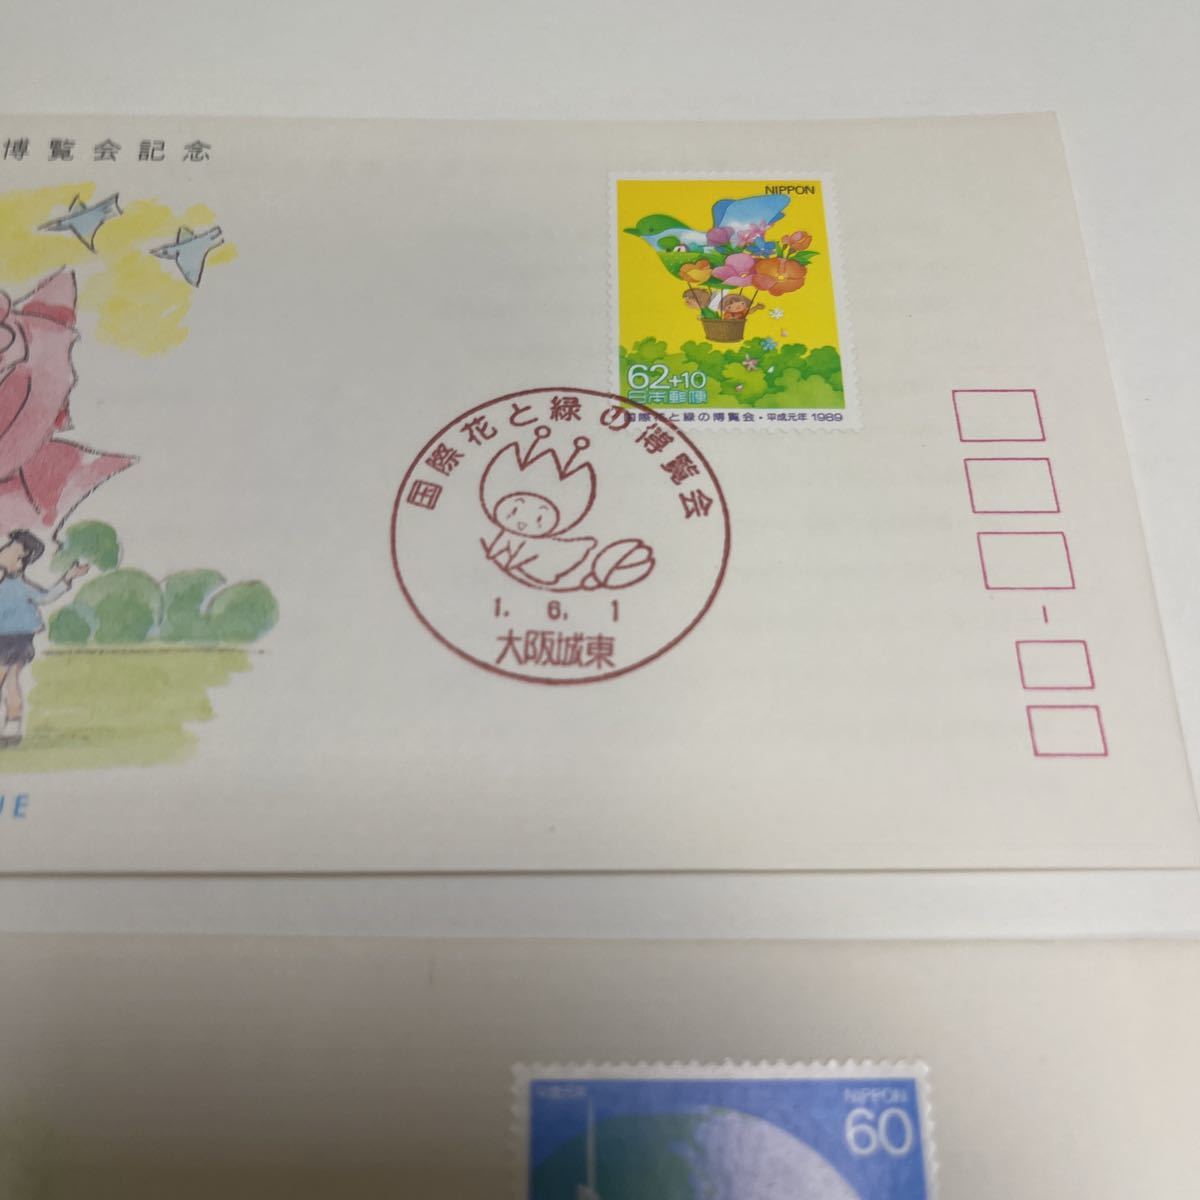 博覧会記念
NIPPON
62+10
日本郵便
国際花と緑の博覧会・平成元年 1989
国際花と緑の博覧会
1. 6. 1
大阪城東
UE
NIPPON
60